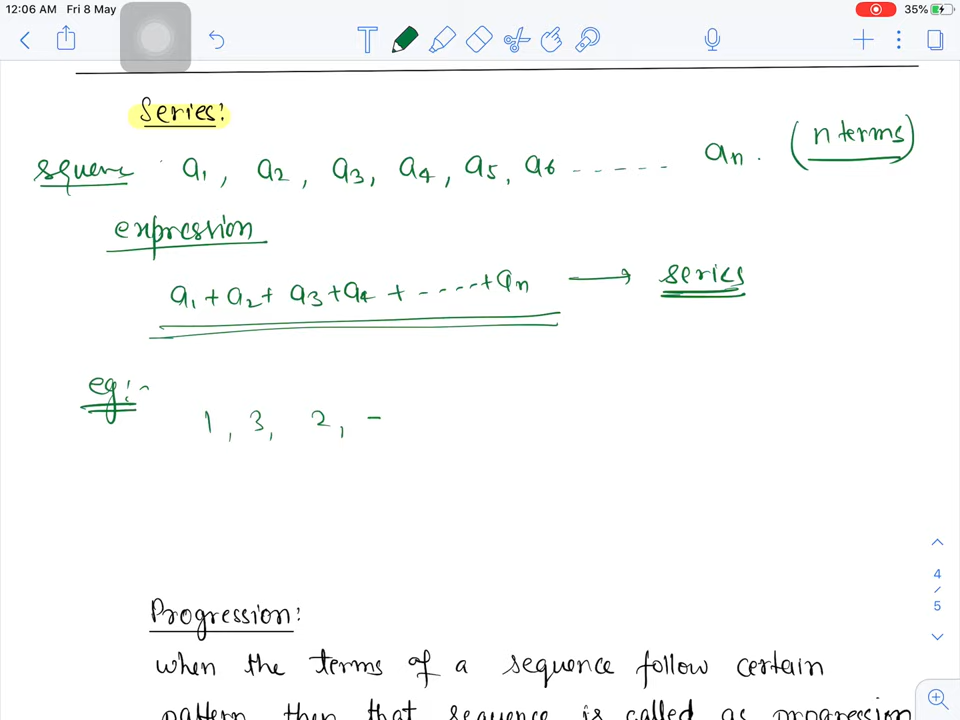 12:06 AM Fri 8 May 35%
Series:
squence a1, a2, a3, a4, a5, a6 ------ an. (n terms)
expression
a1 + a2 + a3 + a4 + ...... + an → series
eg:-
1, 3, 2, -
4
/
5
Progression:
when the terms of a sequence follow certain
pattern then that sequence is called as progression